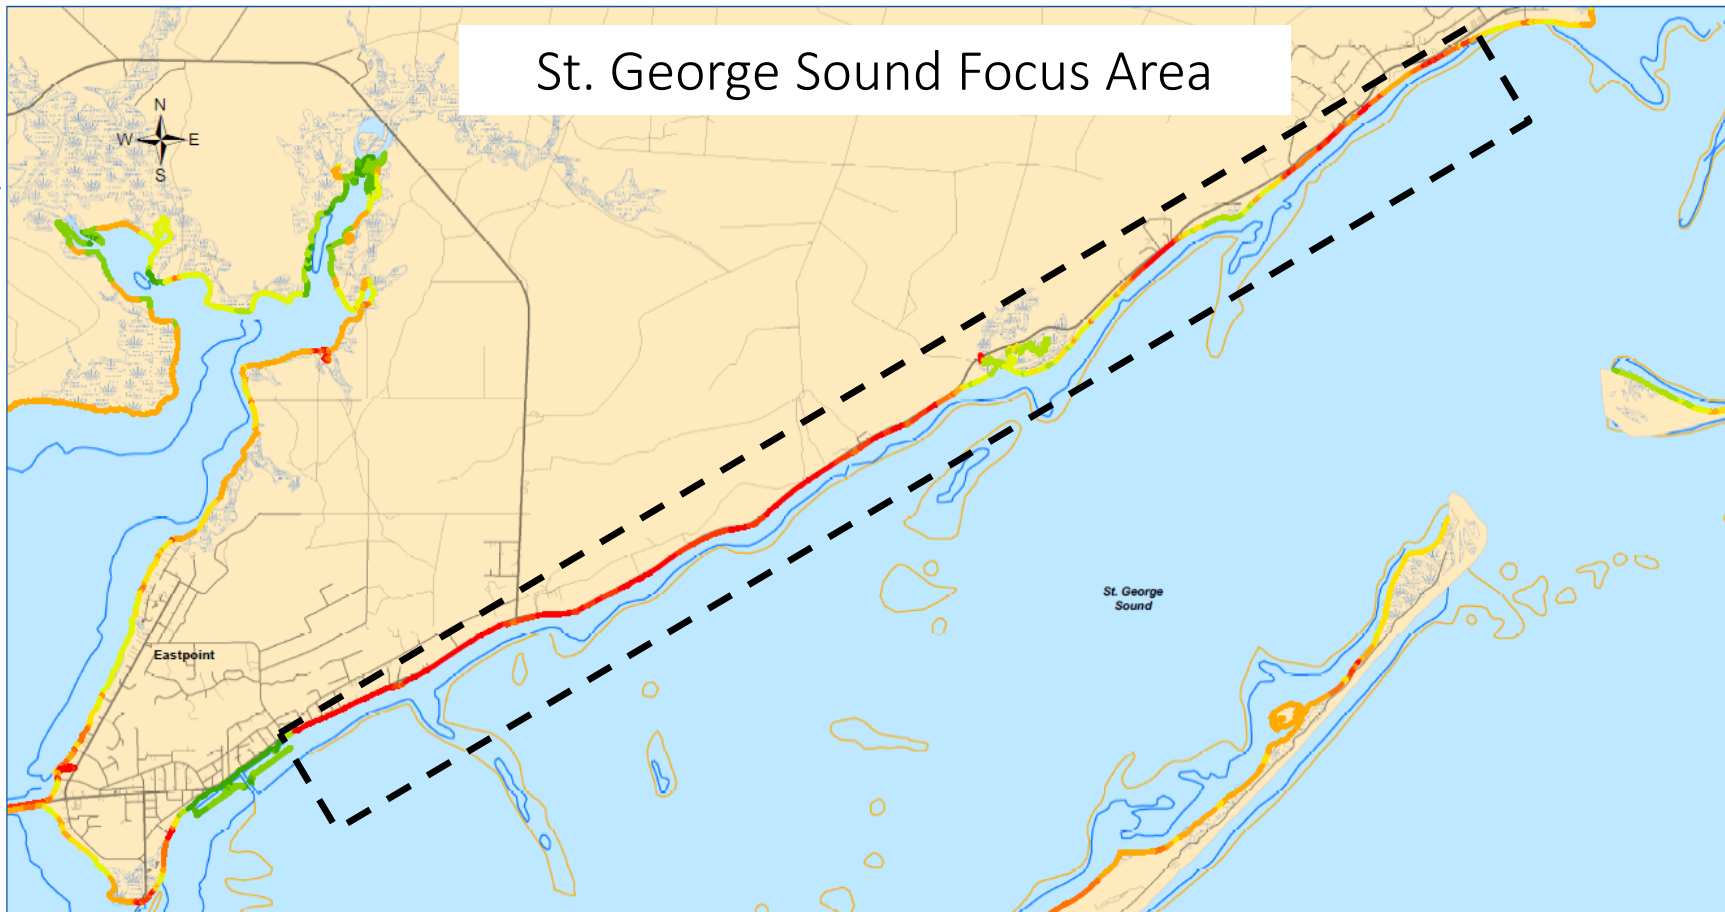 St. George Sound Focus Area
N
W E
S
St. George
Sound
Eastpoint